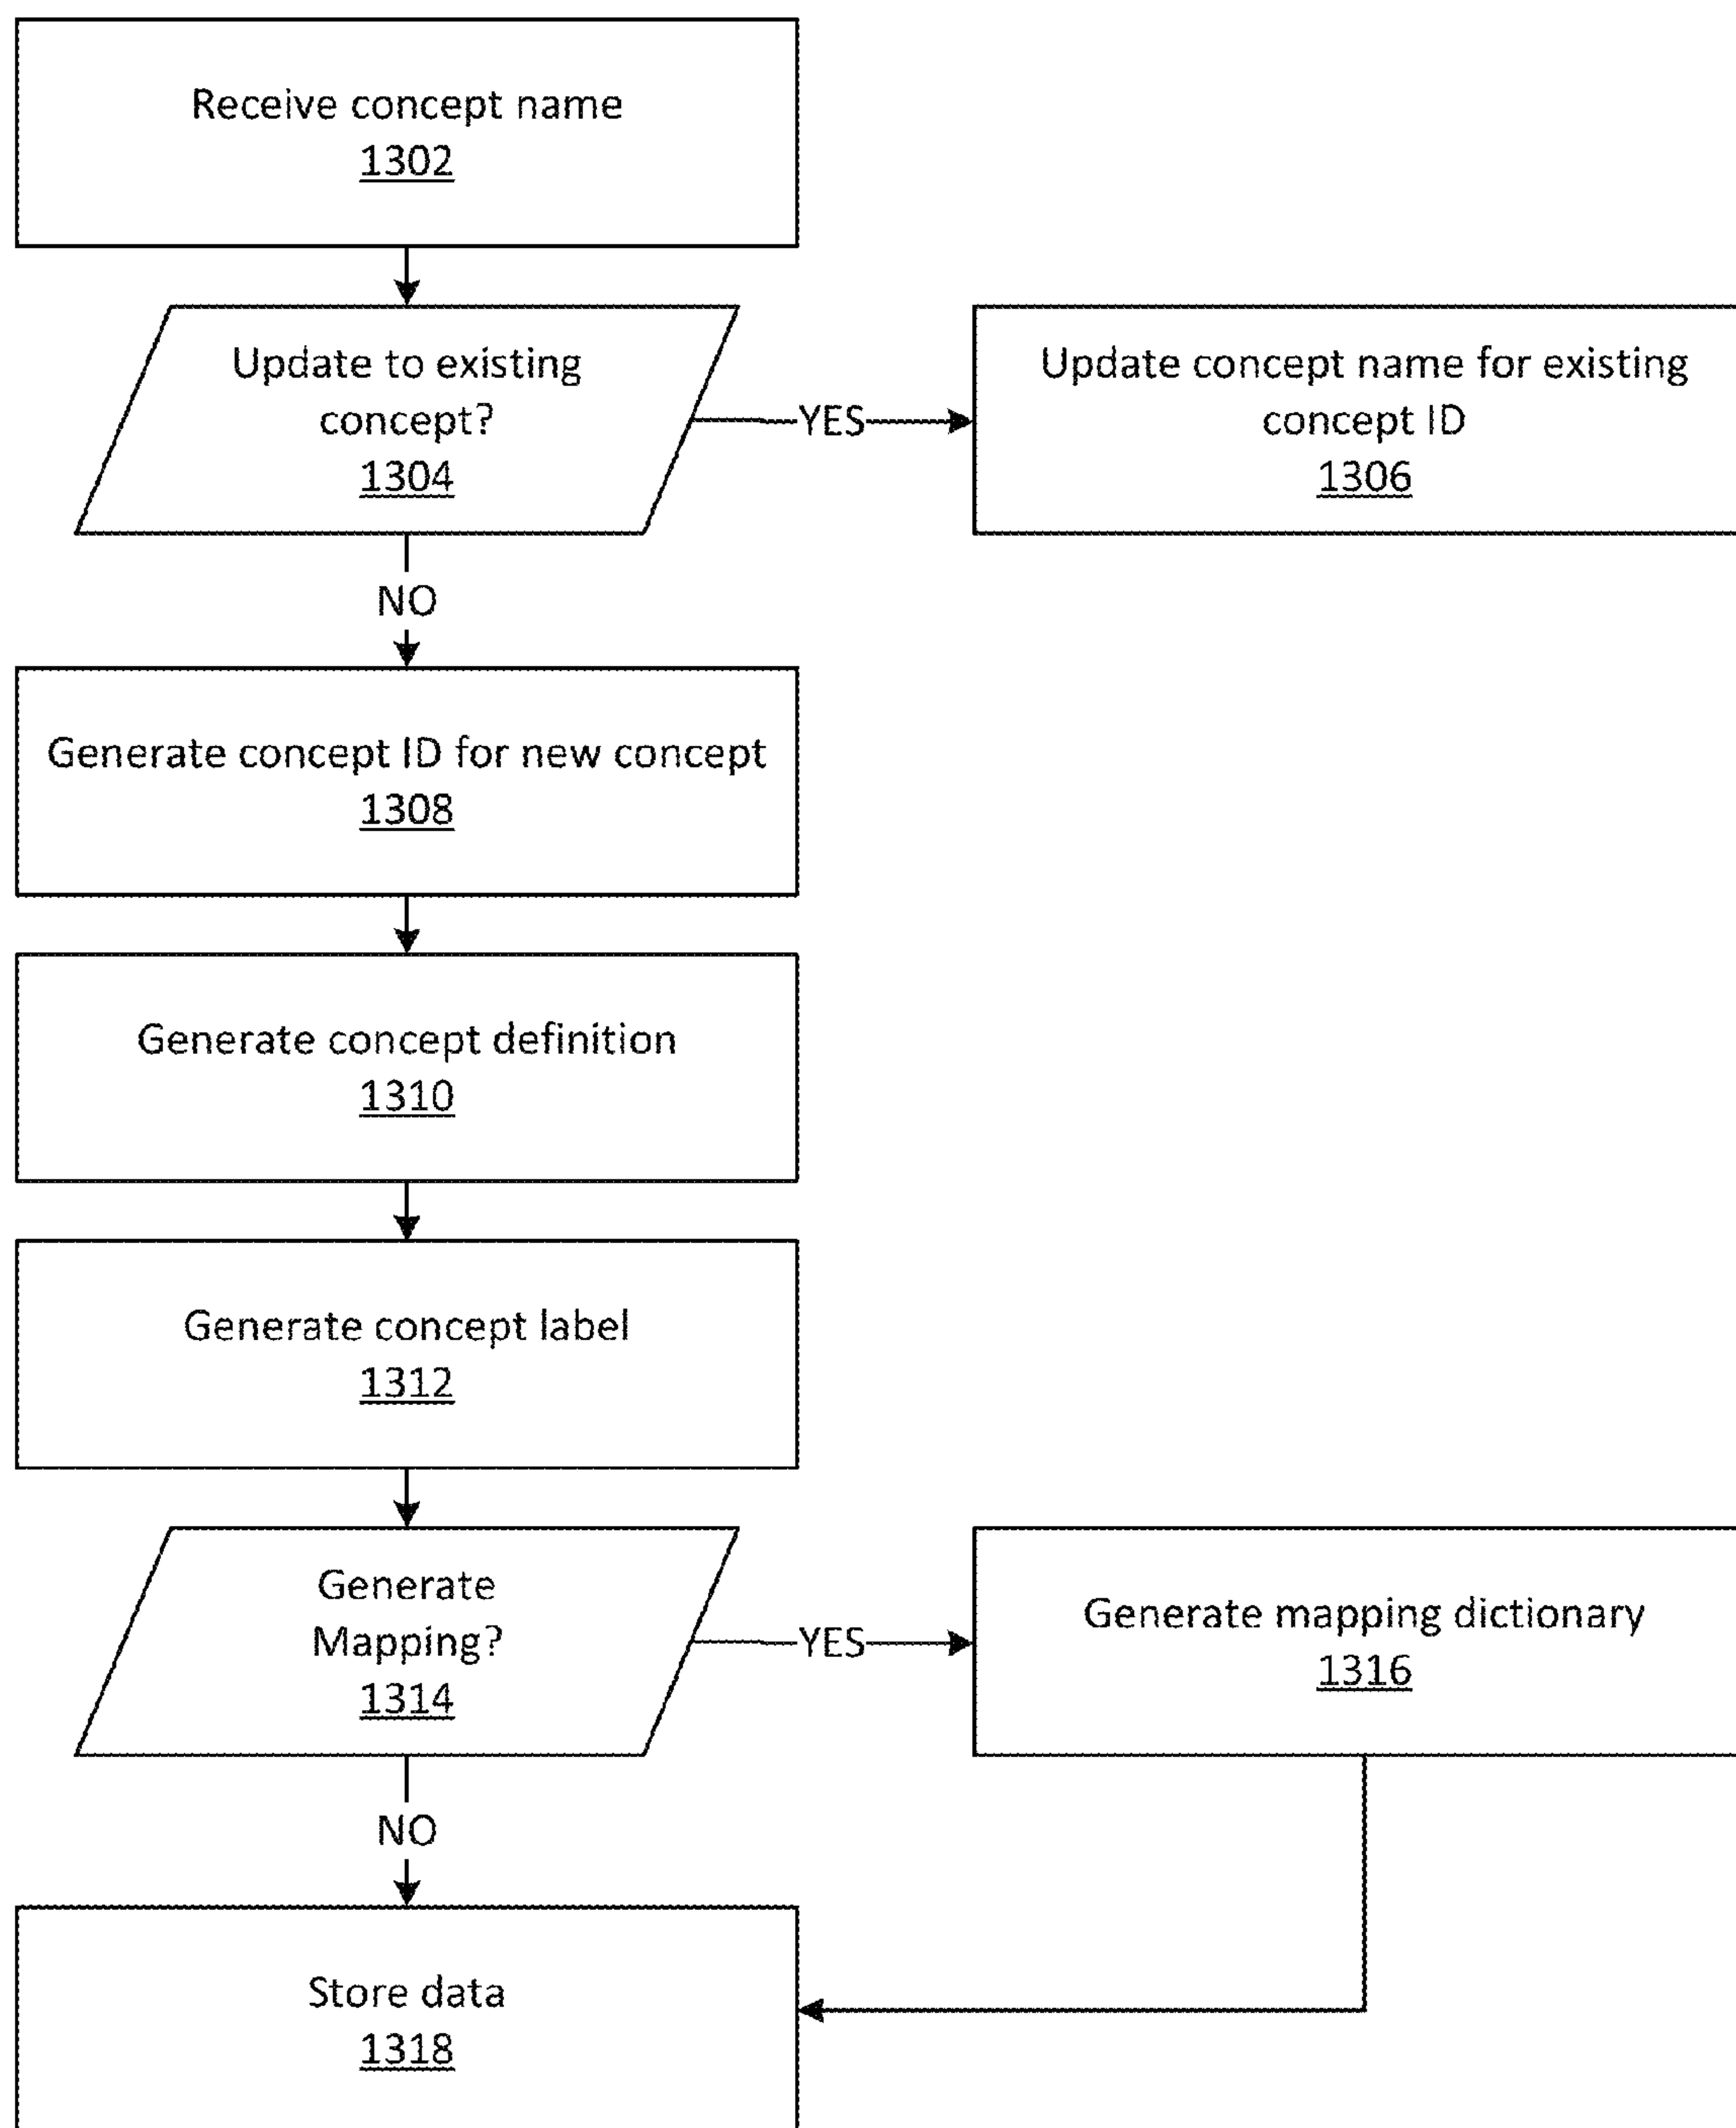 Receive concept name
1302
Update to existing
concept?
1304
YES
Update concept name for existing
concept ID
1306
NO
Generate concept ID for new concept
1308
Generate concept definition
1310
Generate concept label
1312
Generate
Mapping?
1314
YES
Generate mapping dictionary
1316
NO
Store data
1318